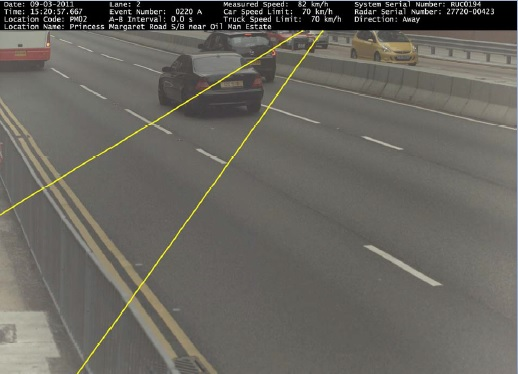 Date: 09-03-2011 Lane: 2 Measured Speed: 82 km/h System Serial Number: RUC0194
Time: 15:20:57.667 Event Number: 0220 A Car Speed Limit: 70 km/h Radar Serial Number: 27720-00423
Location Code: PM02 A-B Interval: 0.0 s Truck Speed Limit: 70 km/h Direction: Away
Location Name: Princess Margaret Road S/B near Oil Man Estate